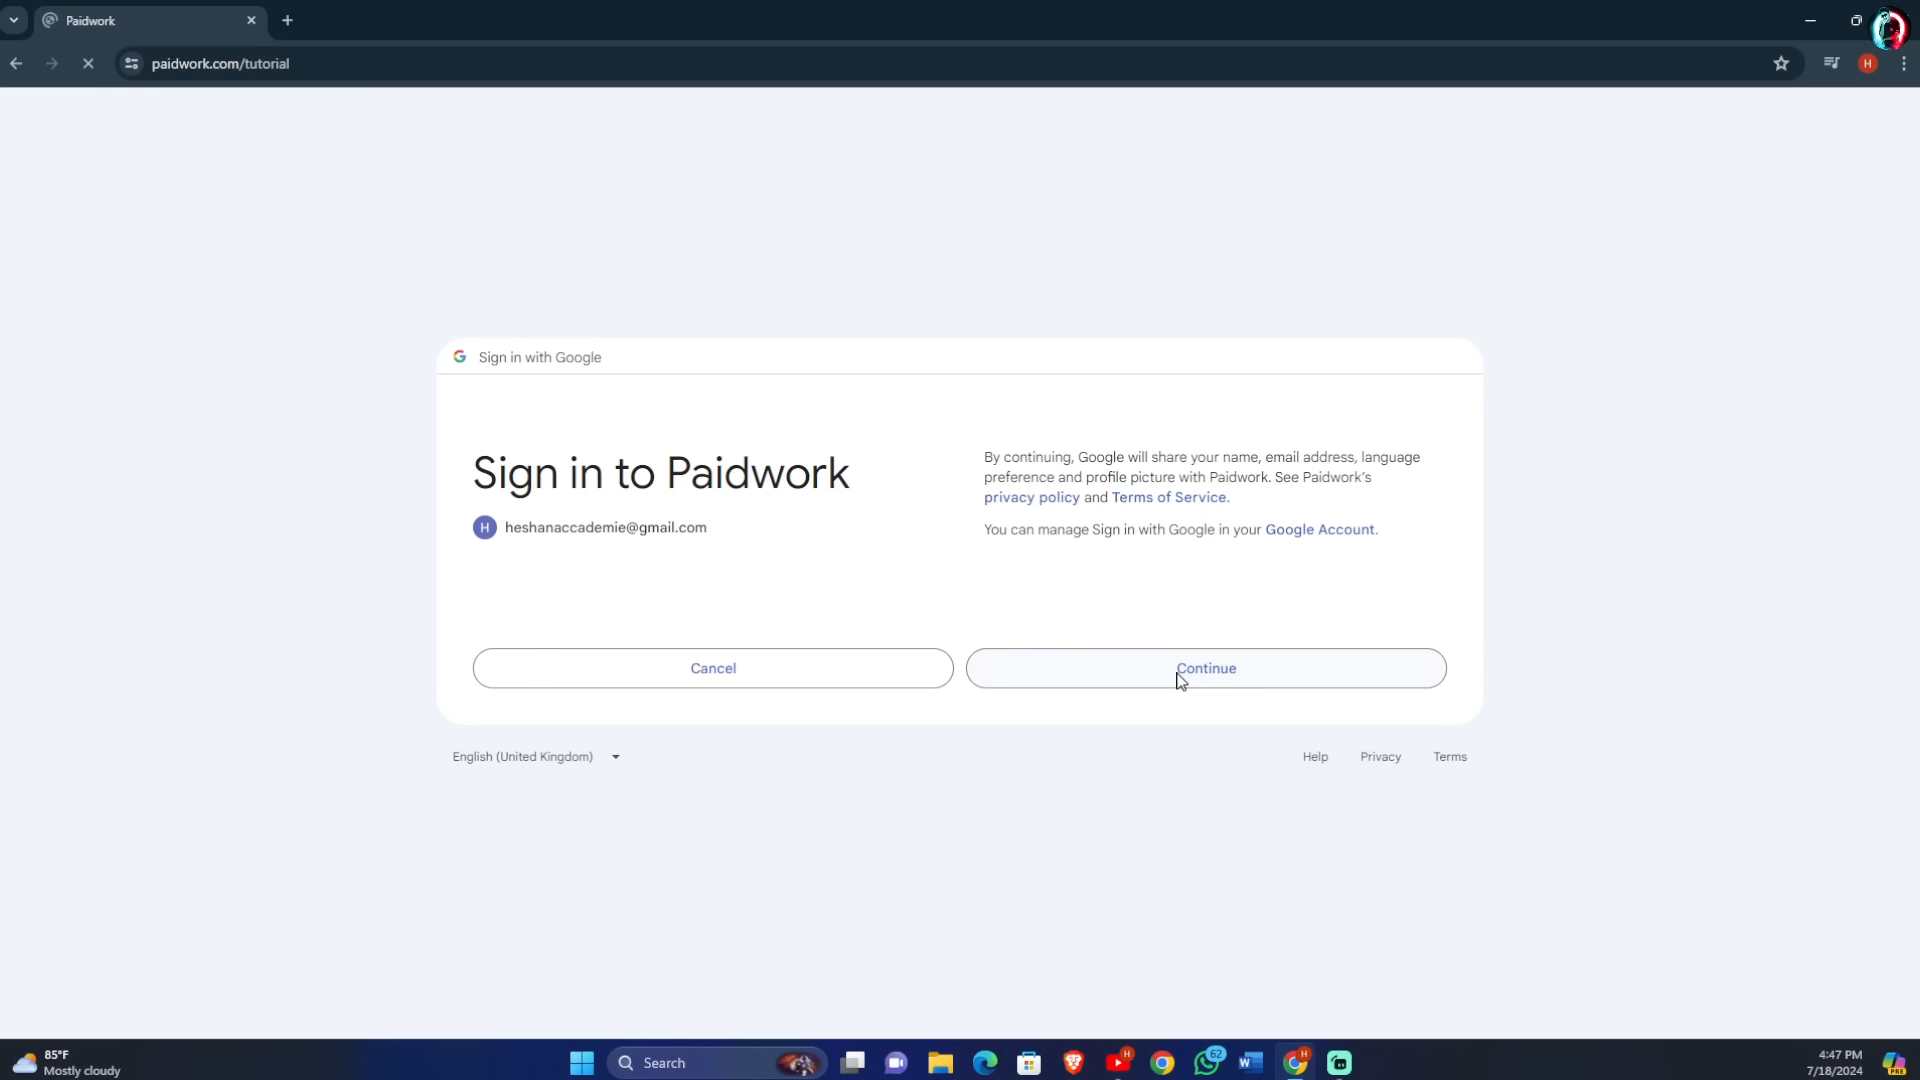 Paidwork
paidwork.com/tutorial
H
Sign in with Google
Sign in to Paidwork
H heshanaccademie@gmail.com
By continuing, Google will share your name, email address, language
preference and profile picture with Paidwork. See Paidwork's
privacy policy and Terms of Service.
You can manage Sign in with Google in your Google Account.
Cancel
Continue
English (United Kingdom)
Help Privacy Terms
85°F
Mostly cloudy
Search
H
62
W
H
4:47 PM
7/18/2024
PRE